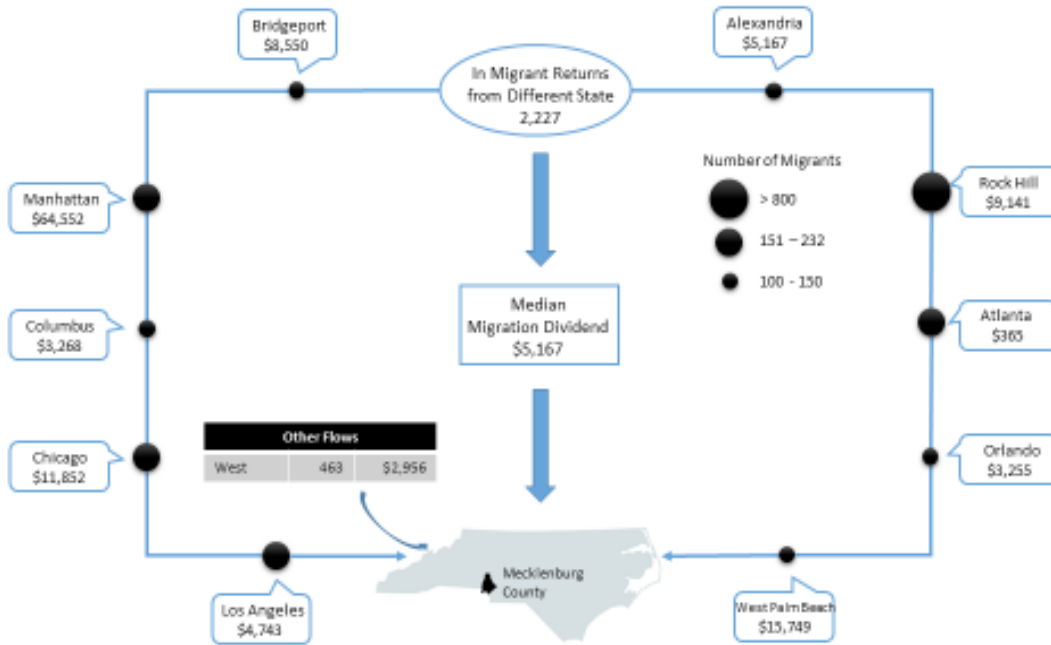 Bridgeport
$8,550
Alexandria
$5,167
In Migrant Returns
from Different State
2,227
Number of Migrants
> 800
151 – 232
100 - 150
Manhattan
$64,552
Rock Hill
$9,141
Median
Migration Dividend
$5,167
Columbus
$3,268
Atlanta
$365
Other Flows
West 463 $2,956
Chicago
$11,852
Orlando
$3,255
Mecklenburg
County
Los Angeles
$4,743
West Palm Beach
$15,749